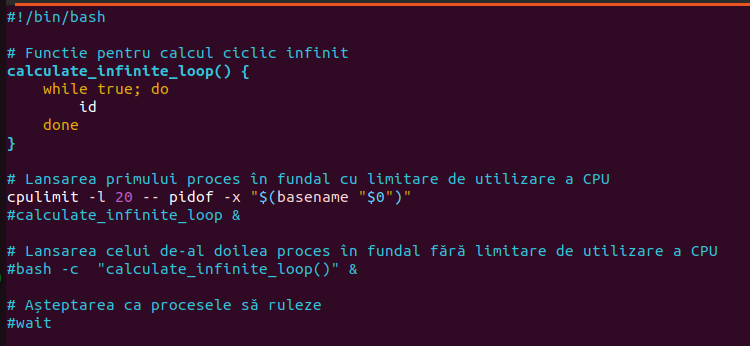 #!/bin/bash

# Functie pentru calcul ciclic infinit
calculate_infinite_loop() {
    while true; do
        id
    done
}

# Lansarea primului proces în fundal cu limitare de utilizare a CPU
cpulimit -l 20 -- pidof -x "$(basename "$0")"
#calculate_infinite_loop &

# Lansarea celui de-al doilea proces în fundal fără limitare de utilizare a CPU
#bash -c  "calculate_infinite_loop()" &

# Așteptarea ca procesele să ruleze
#wait